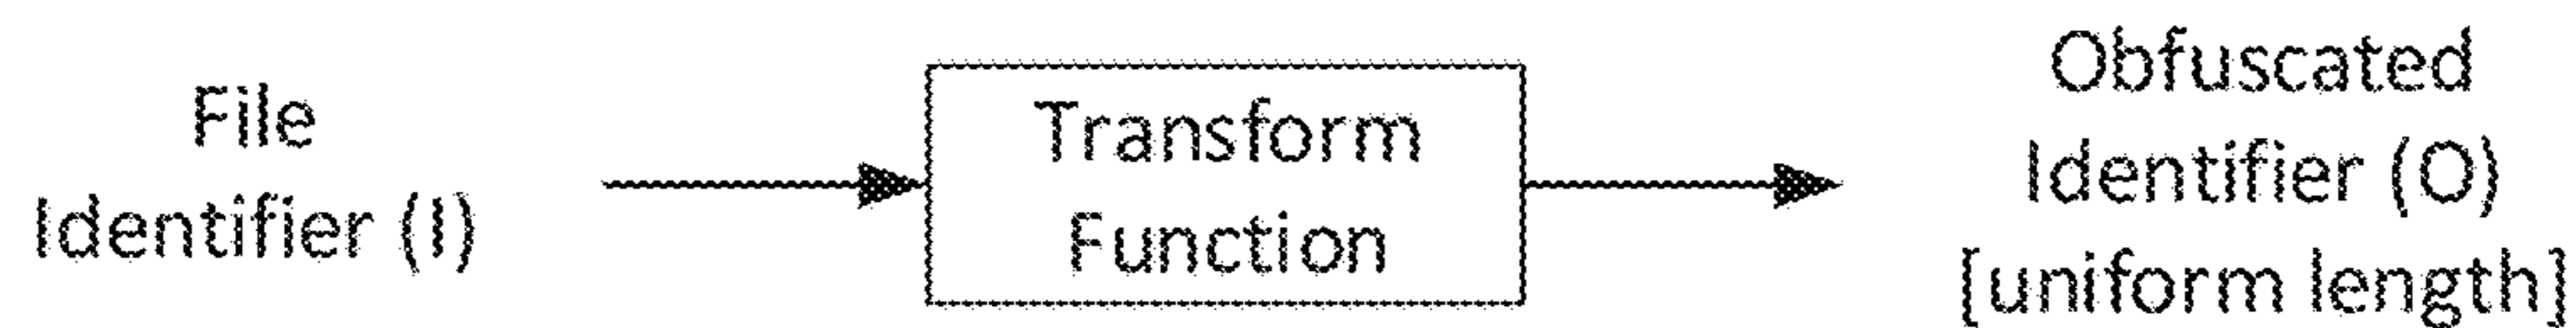 File
Identifier (I)
Transform
Function
Obfuscated
Identifier (O)
[uniform length]